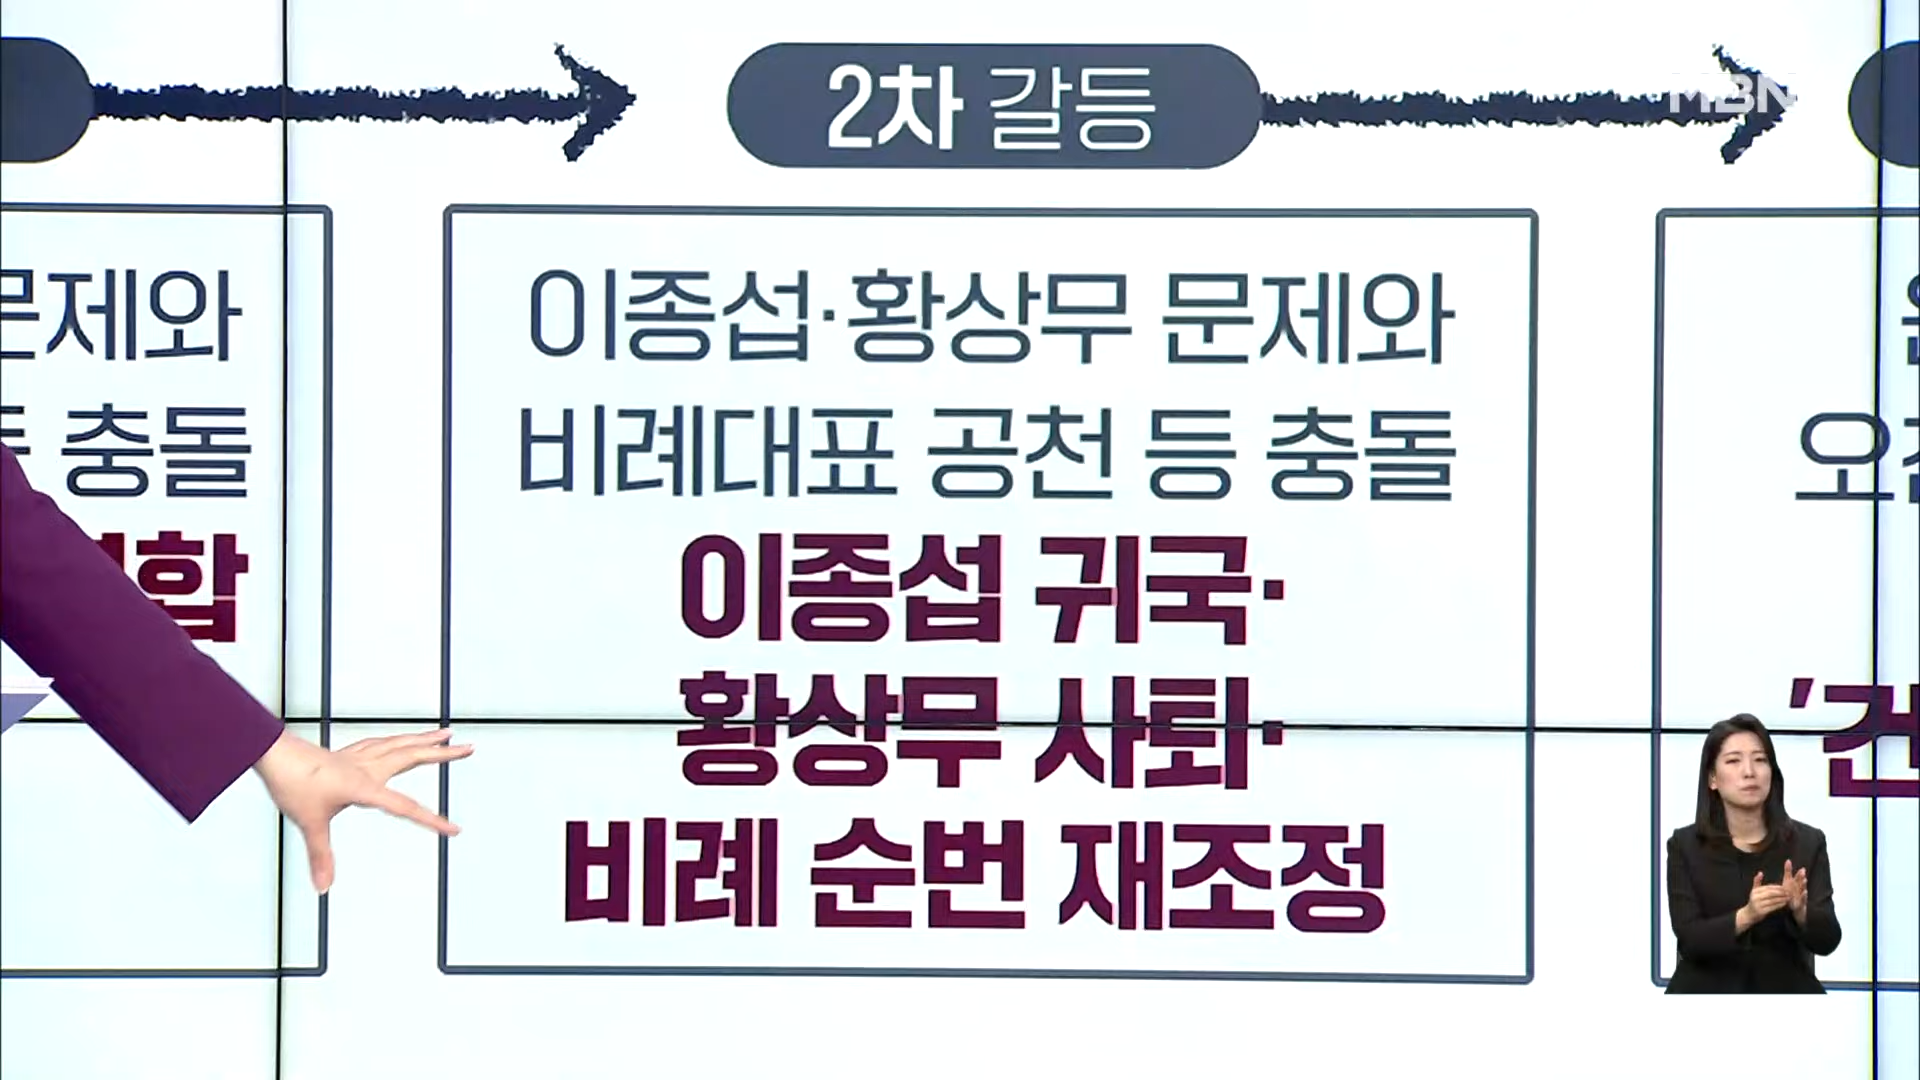 2차 갈등
MBN
문제와
충돌
이종섭·황상무 문제와
비례대표 공천 등 충돌
이종섭 귀국·
황상무 사퇴·
비례 순번 재조정